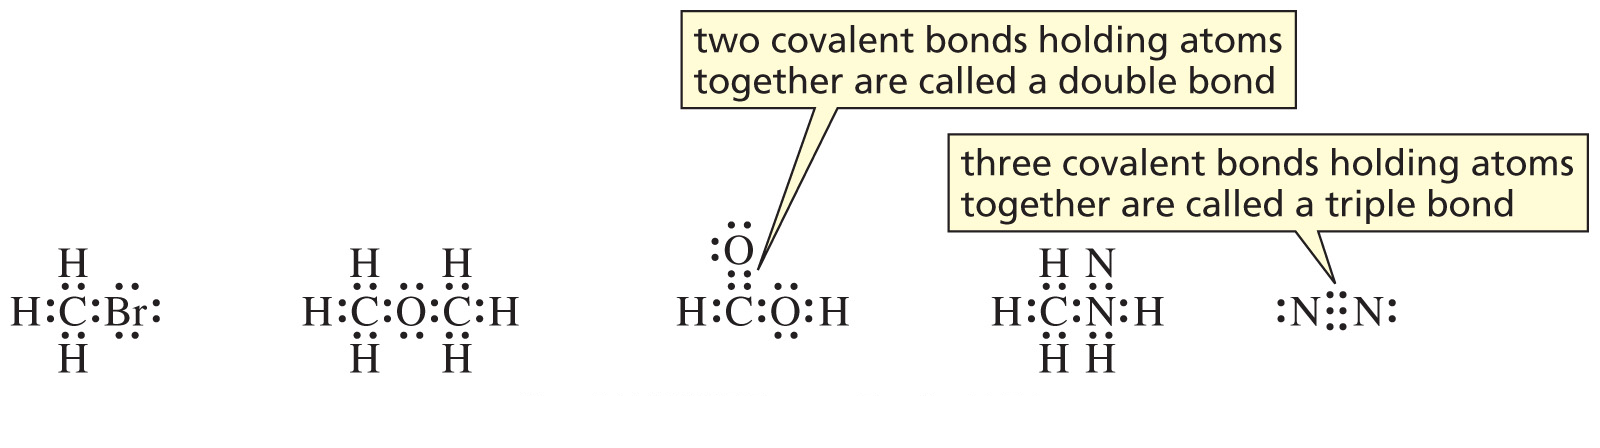 two covalent bonds holding atoms
together are called a double bond
three covalent bonds holding atoms
together are called a triple bond
H
H:C:Br:
H
H H
H:C:O:C:H
H H
:O
H:C:O:H
H N
H:C:N:H
H H
:N:::N: